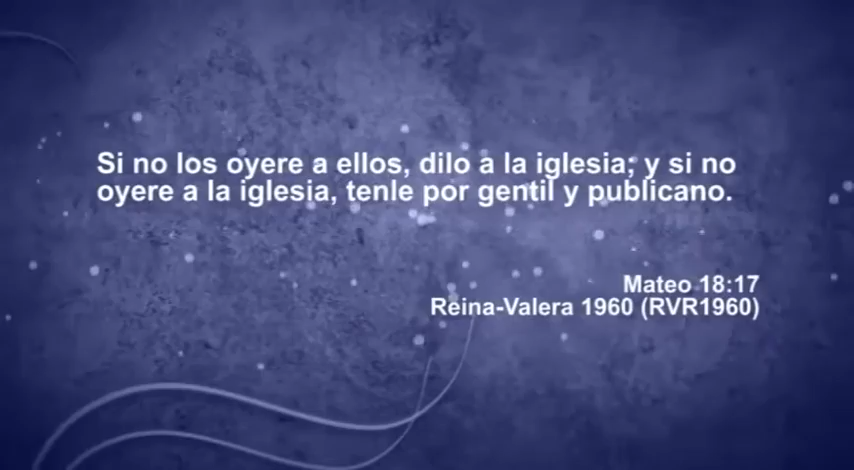 Si no los oyere a ellos, dilo a la iglesia; y si no
oyere a la iglesia, tenle por gentil y publicano.
Mateo 18:17
Reina-Valera 1960 (RVR1960)